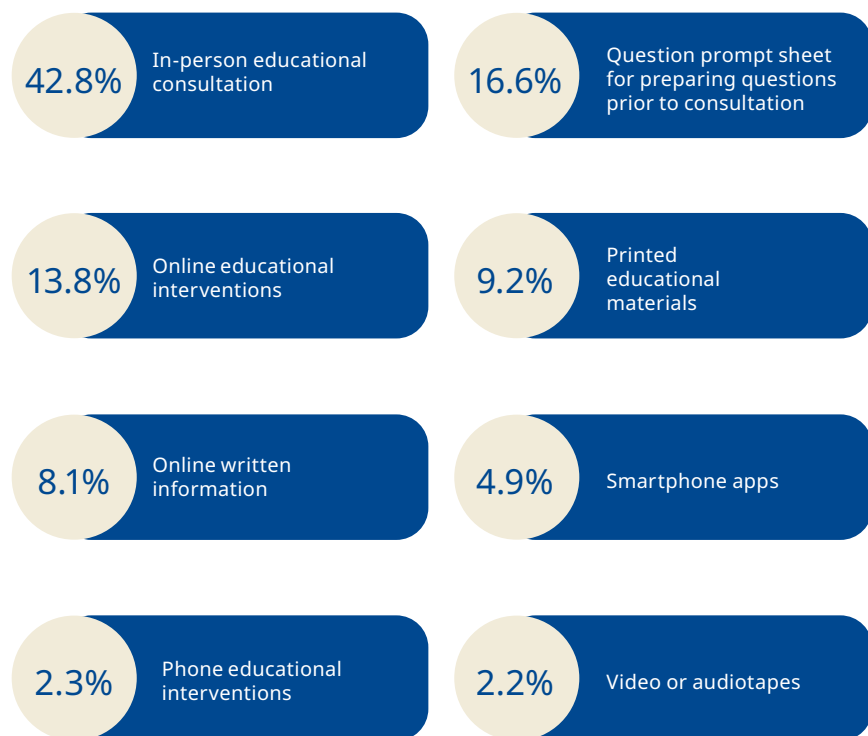 42.8%
In-person educational
consultation
16.6%
Question prompt sheet
for preparing questions
prior to consultation
13.8%
Online educational
interventions
9.2%
Printed
educational
materials
8.1%
Online written
information
4.9%
Smartphone apps
2.3%
Phone educational
interventions
2.2%
Video or audiotapes